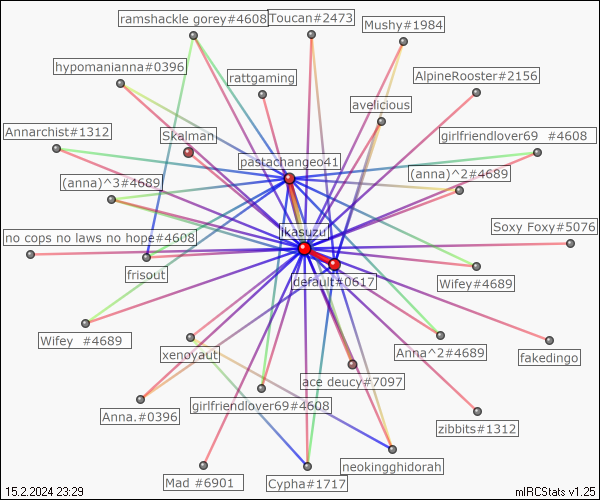 ramshackle gorey#4608
Toucan#2473
Mushy#1984
hypomanianna#0396
rattgaming
AlpineRooster#2156
avelicious
Annarchist#1312
Skalman
girlfriendlover69 #4608
pastachangeo41
(anna)^3#4689
(anna)^2#4689
no cops no laws no hope#4608
ikasuzu
Soxy Foxy#5076
frisout
default#0617
Wifey#4689
Wifey #4689
xenøyaut
Anna^2#4689
fakedingo
ace deucy#7097
Anna.#0396
girlfriendlover69#4608
zibbits#1312
neokingghidorah
Mad #6901
Cypha#1717
15.2.2024 23:29
mIRCStats v1.25